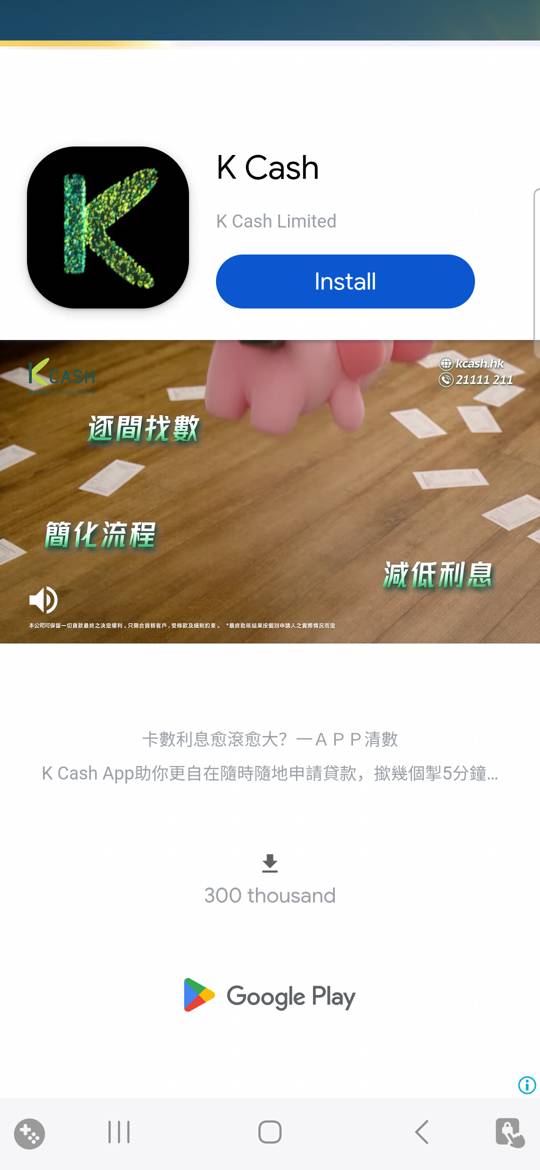 K Cash
K Cash Limited
Install
KCASH
kcash.hk
21111 211
逐間找數
簡化流程
減低利息
卡數利息愈滾愈大？一ＡＰＰ清數
K Cash App助你更自在隨時隨地申請貸款，撳幾個掣5分鐘...
300 thousand
Google Play